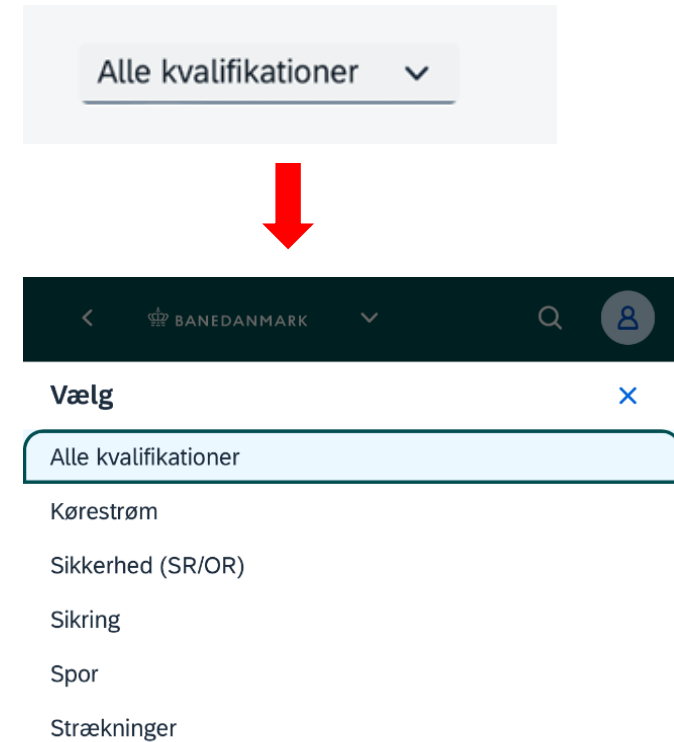 Alle kvalifikationer
BANEDANMARK
Vælg
Alle kvalifikationer
Kørestrøm
Sikkerhed (SR/OR)
Sikring
Spor
Strækninger